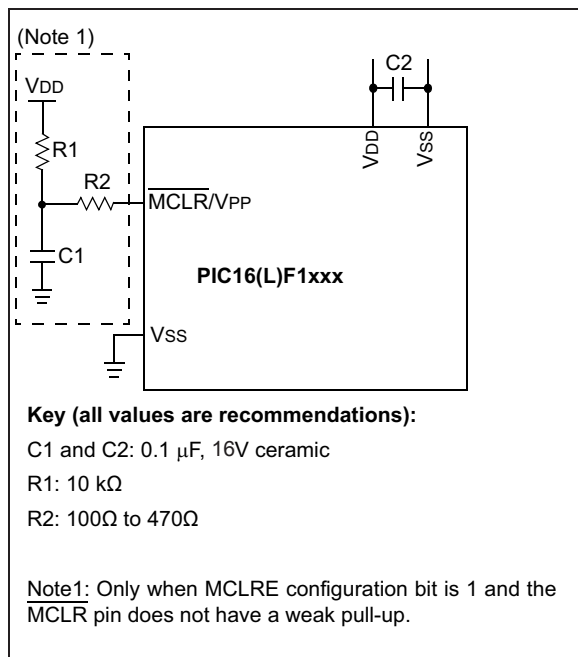 (Note 1)
VDD
R1
R2
C1
C2
VDD
VSS
MCLR/VPP
PIC16(L)F1xxx
VSS
Key (all values are recommendations):
C1 and C2: 0.1 μF, 16V ceramic
R1: 10 kΩ
R2: 100Ω to 470Ω
Note1: Only when MCLRE configuration bit is 1 and the
MCLR pin does not have a weak pull-up.